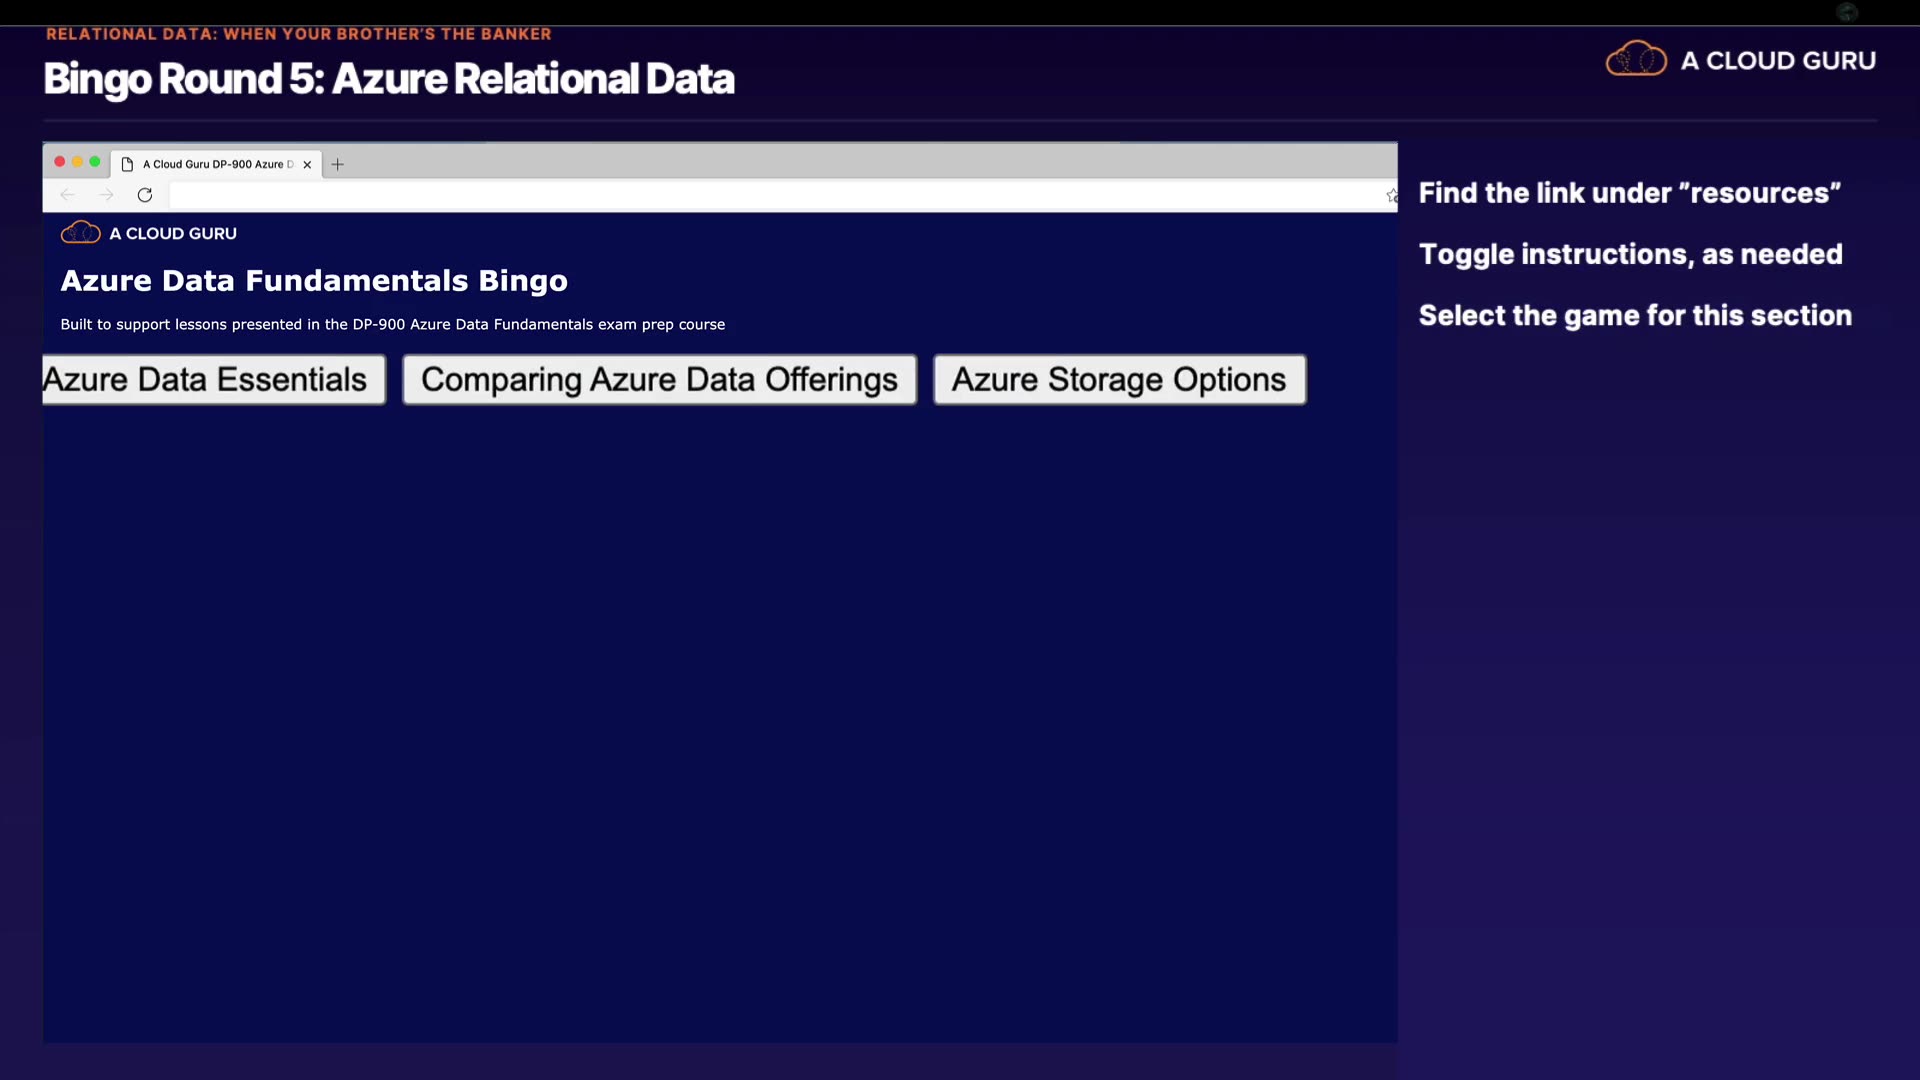 RELATIONAL DATA: WHEN YOUR BROTHER'S THE BANKER
Bingo Round 5: Azure Relational Data
A CLOUD GURU
A Cloud Guru DP-900 Azure D
A CLOUD GURU
Azure Data Fundamentals Bingo
Built to support lessons presented in the DP-900 Azure Data Fundamentals exam prep course
Azure Data Essentials
Comparing Azure Data Offerings
Azure Storage Options
Find the link under "resources"
Toggle instructions, as needed
Select the game for this section